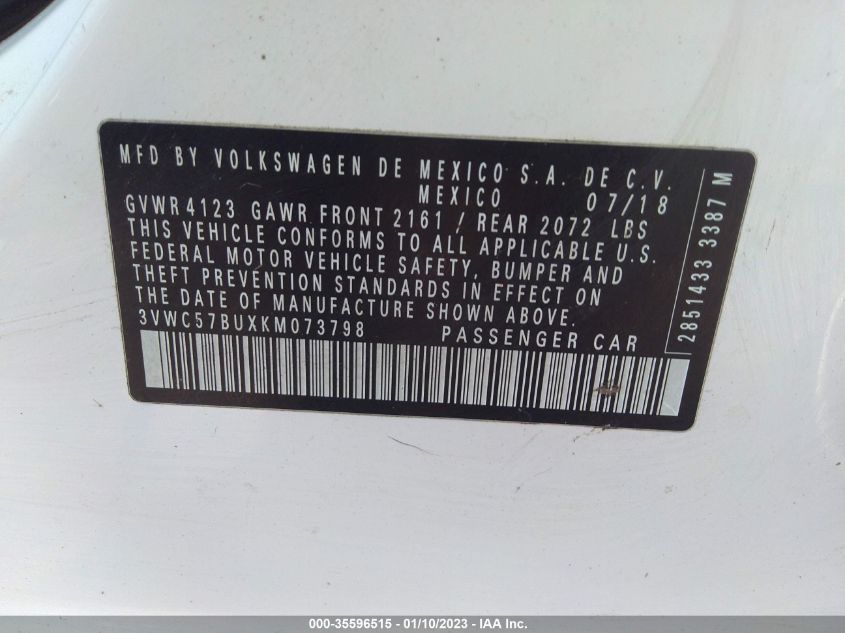 MFD BY VOLKSWAGEN DE MEXICO S.A. DE C.V.
MEXICO 07/18
GVWR 4123 GAWR FRONT 2161 / REAR 2072 LBS
THIS VEHICLE CONFORMS TO ALL APPLICABLE U.S.
FEDERAL MOTOR VEHICLE SAFETY, BUMPER AND
THEFT PREVENTION STANDARDS IN EFFECT ON
THE DATE OF MANUFACTURE SHOWN ABOVE.
3VWC57BUXKM073798 PASSENGER CAR
2851433 3387 M
000-35596515 - 01/10/2023 - IAA Inc.